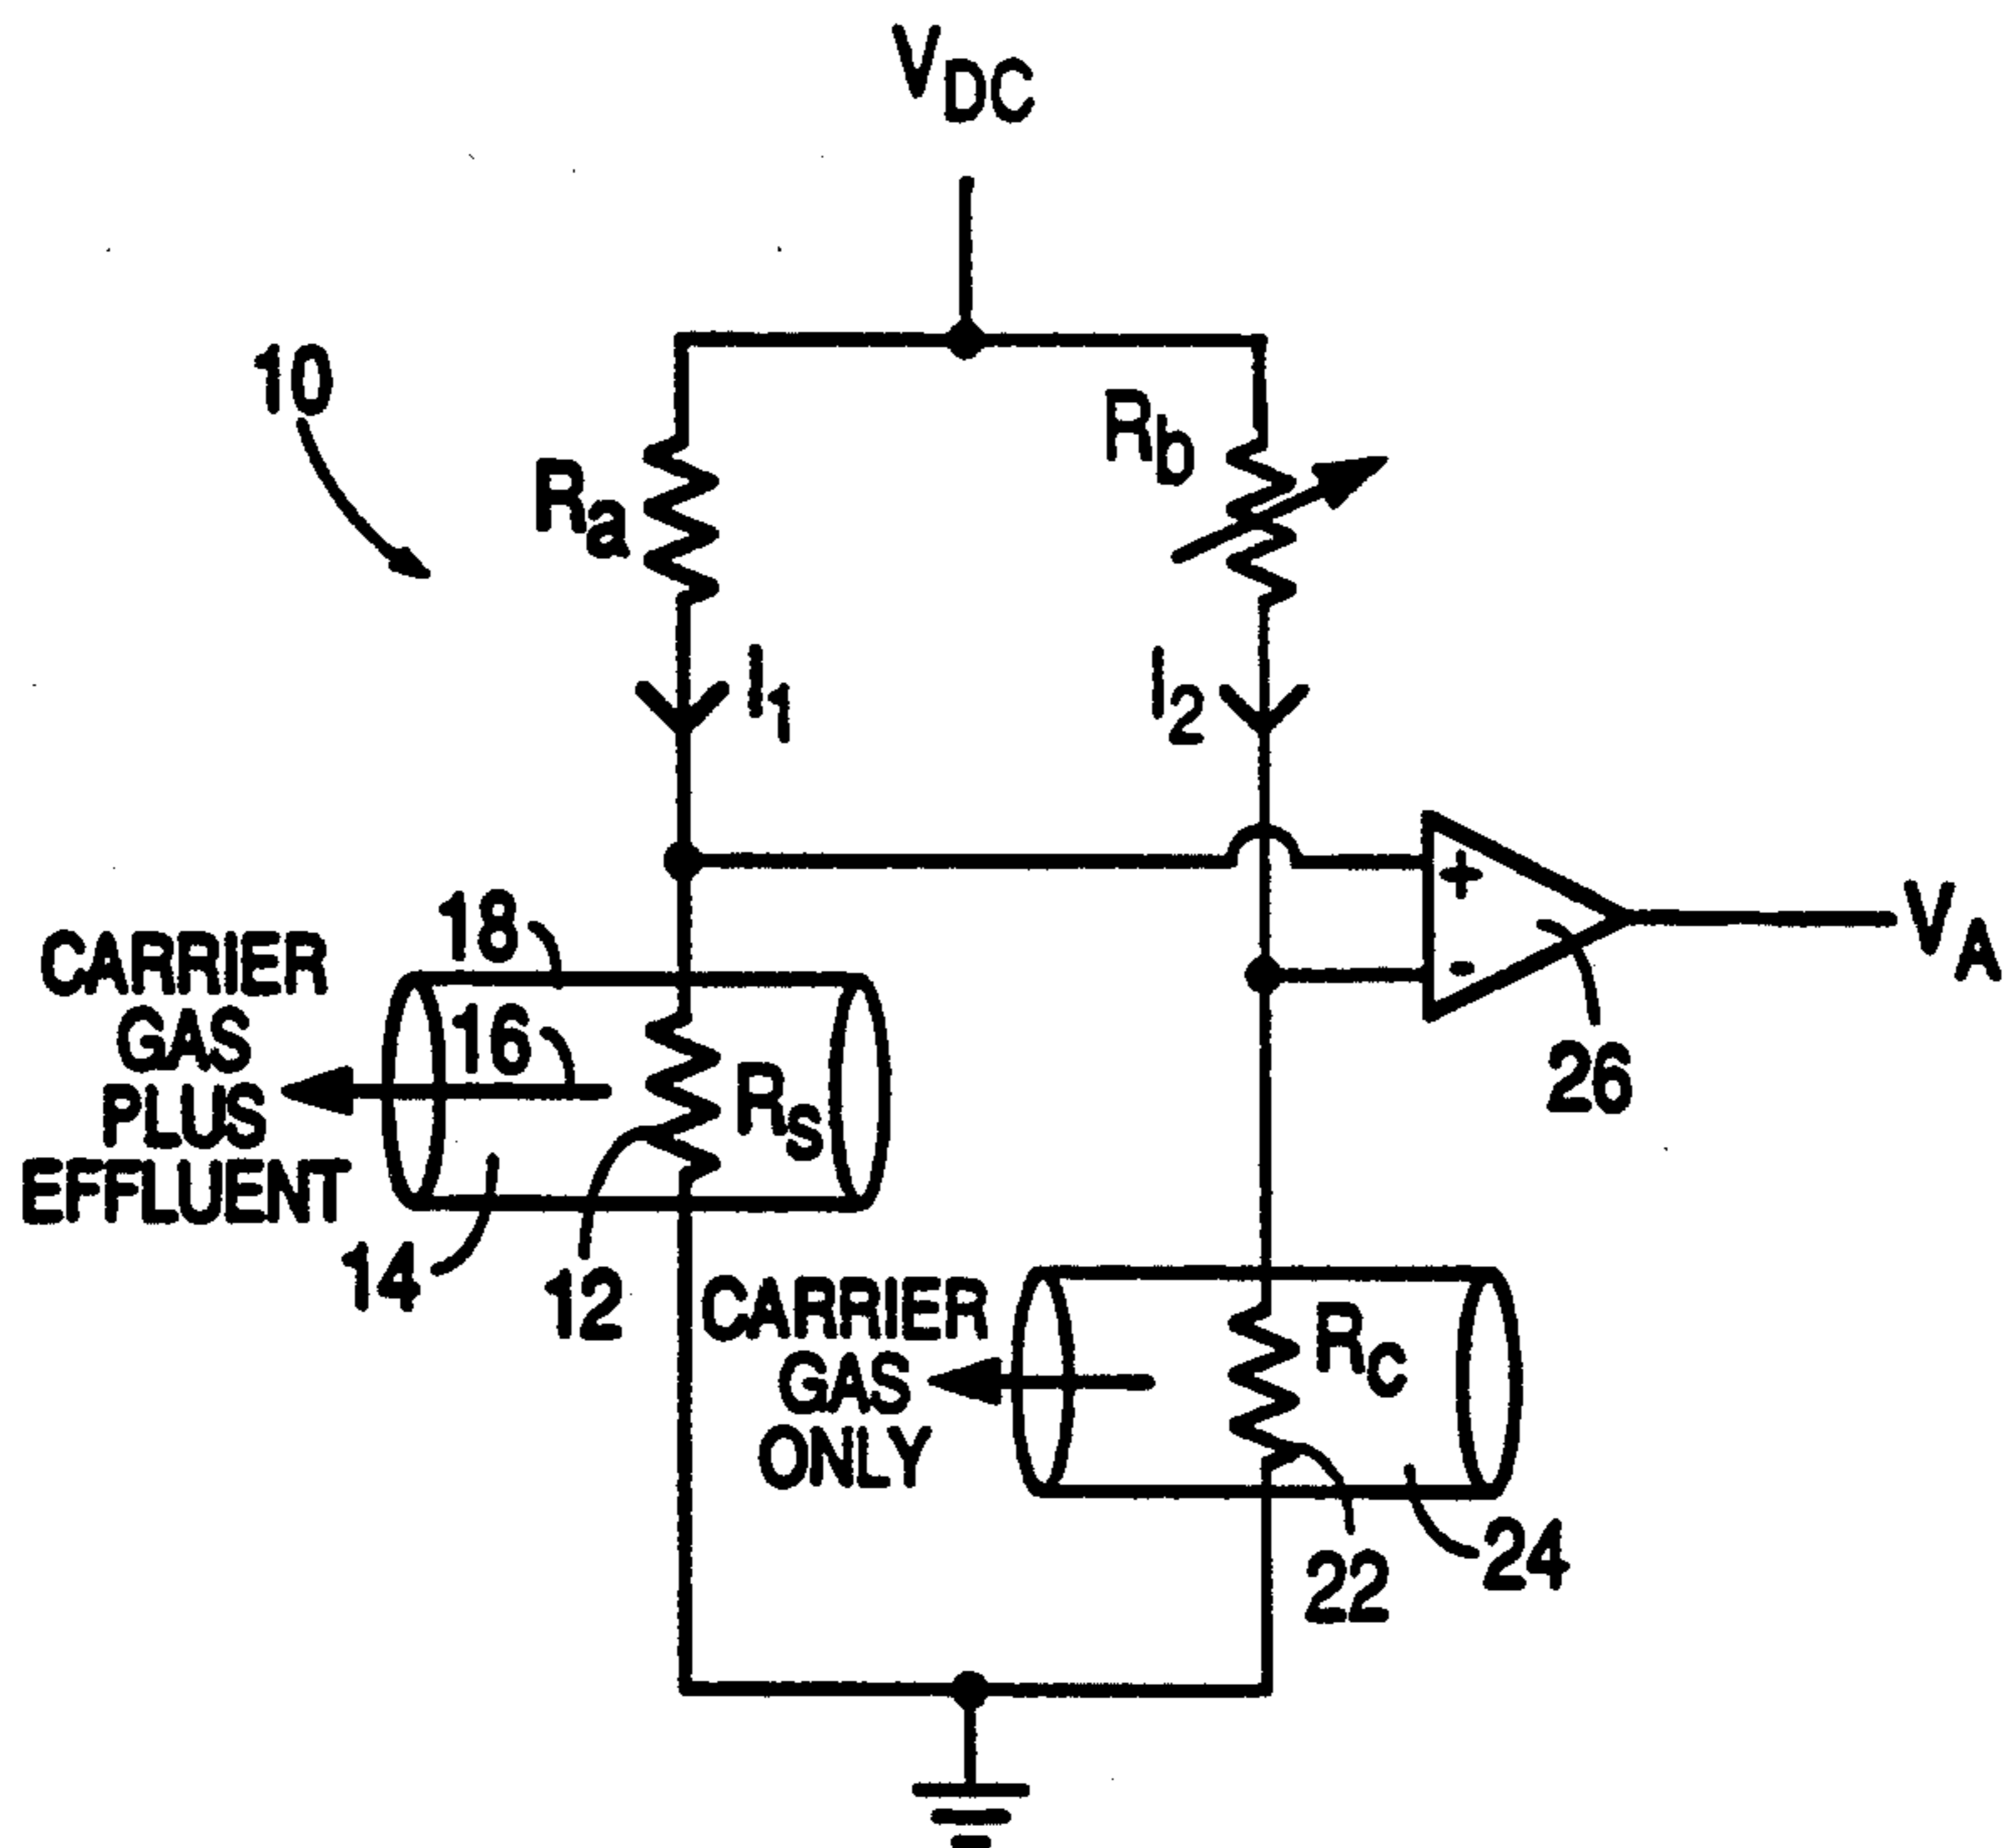 VDC
10
Ra
Rb
I1
I2
+
-
VA
26
18
16
CARRIER
GAS
PLUS
EFFLUENT
Rs
14
12
CARRIER
GAS
ONLY
Rc
22
24